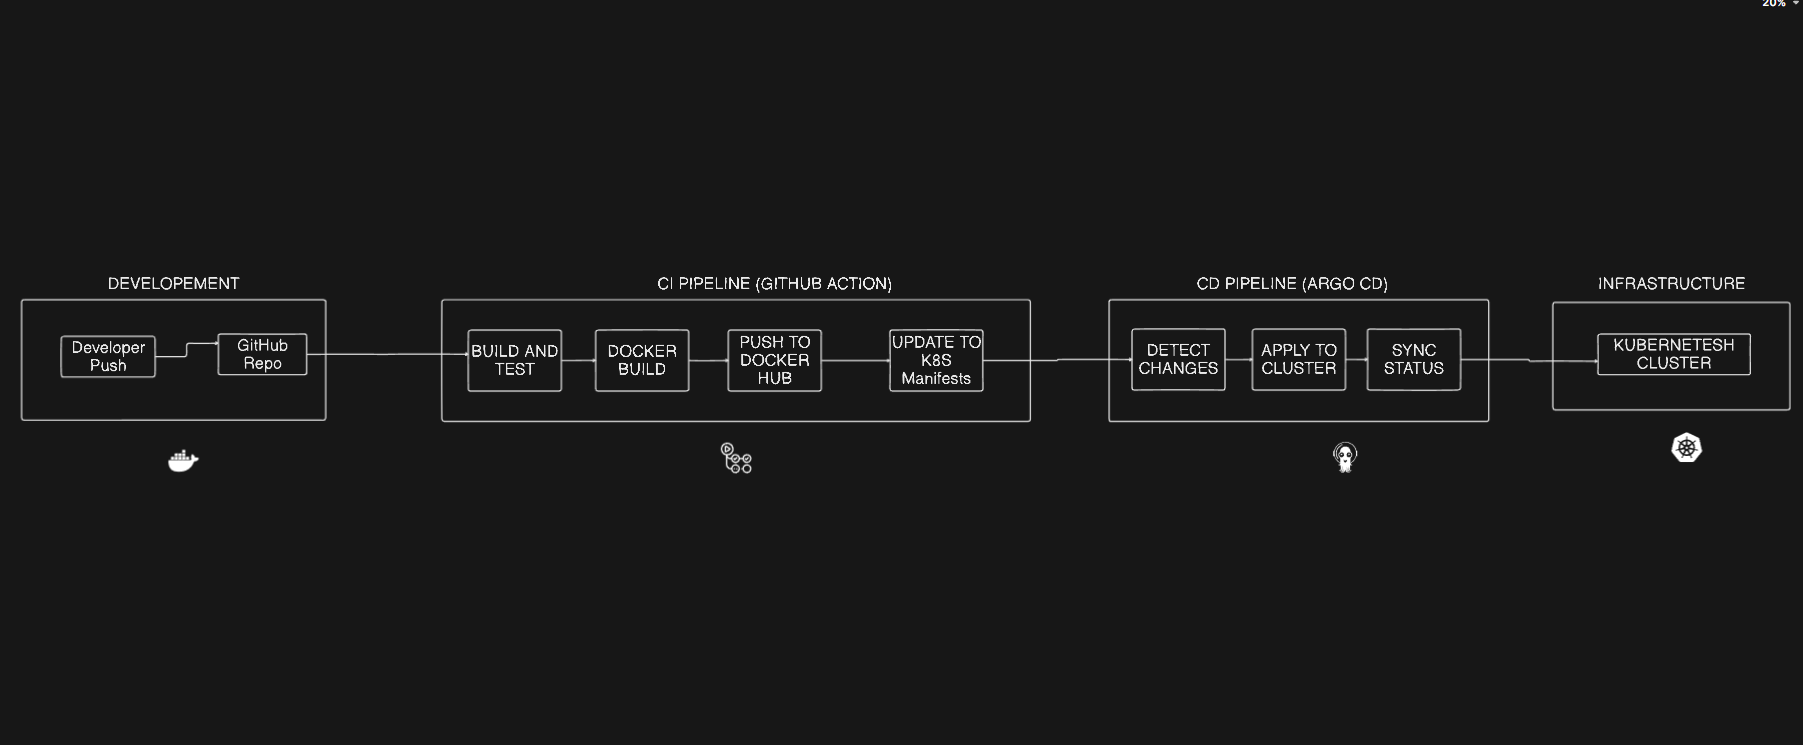 20%
DEVELOPEMENT
Developer
Push
GitHub
Repo
CI PIPELINE (GITHUB ACTION)
BUILD AND
TEST
DOCKER
BUILD
PUSH TO
DOCKER
HUB
UPDATE TO
K8S
Manifests
CD PIPELINE (ARGO CD)
DETECT
CHANGES
APPLY TO
CLUSTER
SYNC
STATUS
INFRASTRUCTURE
KUBERNETESH
CLUSTER